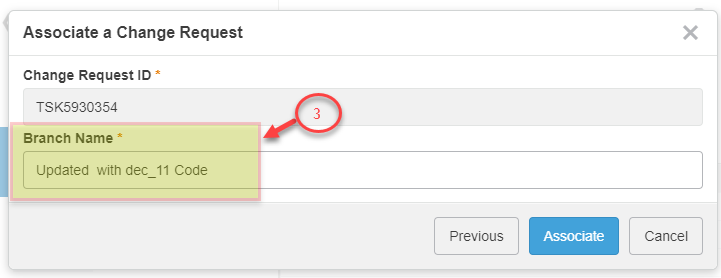 Associate a Change Request
Change Request ID *
TSK5930354
3
Branch Name *
Updated  with dec_11 Code
Previous
Associate
Cancel